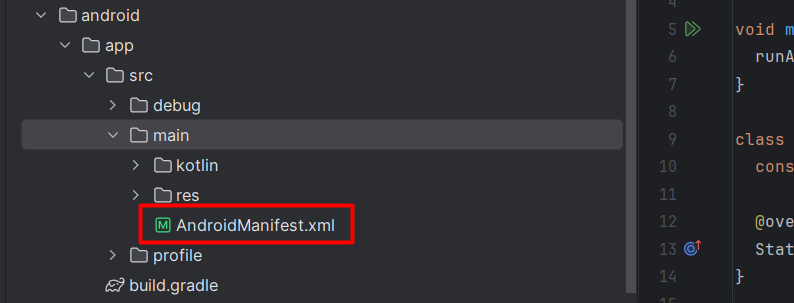 android
app
src
debug
main
kotlin
res
AndroidManifest.xml
profile
build.gradle
4
5 void m
6 runA
7 }
8
9 class
10 cons
11
12 @ove
13 Stat
14 }
15